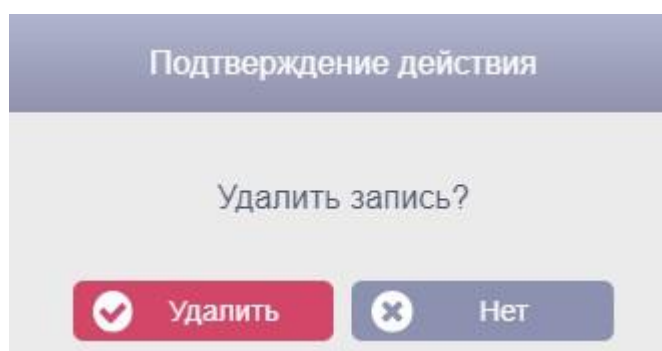 Подтверждение действия
Удалить запись?
Удалить Нет